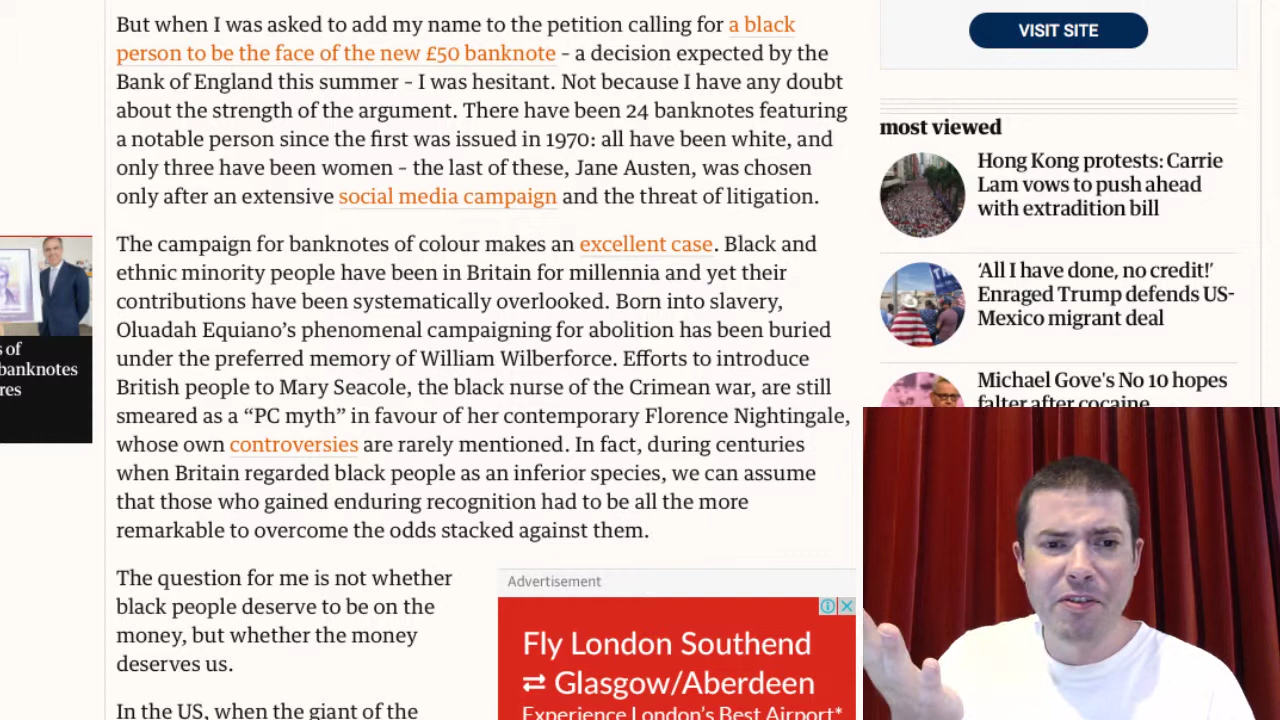 But when I was asked to add my name to the petition calling for a black
person to be the face of the new £50 banknote – a decision expected by the
Bank of England this summer – I was hesitant. Not because I have any doubt
about the strength of the argument. There have been 24 banknotes featuring
a notable person since the first was issued in 1970: all have been white, and
only three have been women – the last of these, Jane Austen, was chosen
only after an extensive social media campaign and the threat of litigation.
The campaign for banknotes of colour makes an excellent case. Black and
ethnic minority people have been in Britain for millennia and yet their
contributions have been systematically overlooked. Born into slavery,
Oluadah Equiano’s phenomenal campaigning for abolition has been buried
under the preferred memory of William Wilberforce. Efforts to introduce
British people to Mary Seacole, the black nurse of the Crimean war, are still
smeared as a “PC myth” in favour of her contemporary Florence Nightingale,
whose own controversies are rarely mentioned. In fact, during centuries
when Britain regarded black people as an inferior species, we can assume
that those who gained enduring recognition had to be all the more
remarkable to overcome the odds stacked against them.
The question for me is not whether
black people deserve to be on the
money, but whether the money
deserves us.
In the US, when the giant of the
s of
banknotes
res
Advertisement
Fly London Southend
⇄ Glasgow/Aberdeen
Experience London's Best Airport*
VISIT SITE
most viewed
Hong Kong protests: Carrie
Lam vows to push ahead
with extradition bill
‘All I have done, no credit!’
Enraged Trump defends US-
Mexico migrant deal
Michael Gove's No 10 hopes
falter after cocaine